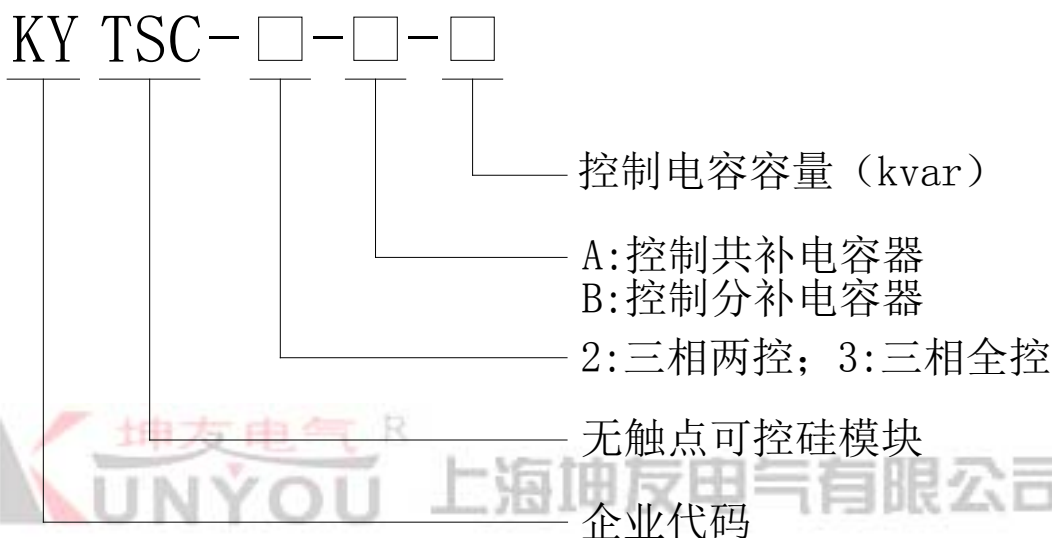 KY TSC-□-□-□
控制电容容量（kvar）
A:控制共补电容器
B:控制分补电容器
2:三相两控；3:三相全控
无触点可控硅模块
企业代码
坤友电气 R
KUNYOU 上海坤友电气有限公司